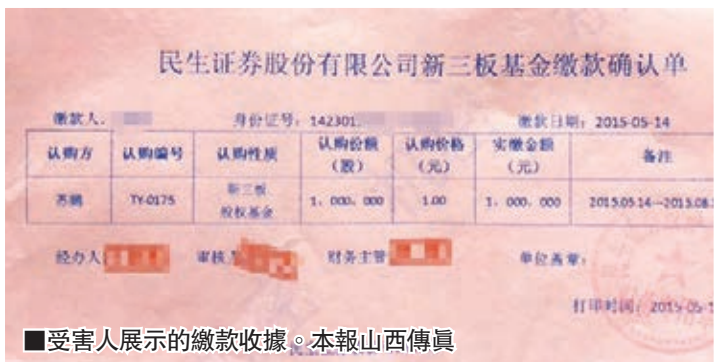 民生证券股份有限公司新三板基金缴款确认单
缴款人： 身份证号：142301 缴款日期：2015-05-14
认购方 认购编号 认购性质 认购份额（股） 认购价格（元） 实缴金额（元） 备注
苏鹏 TY-0175 新三板股权基金 1，000，000 1.00 1，000，000 2015.05.14—2015.08.
经办人 审核 财务主管 单位盖章：
打印时间：2015-05-1
■受害人展示的繳款收據。本報山西傳真